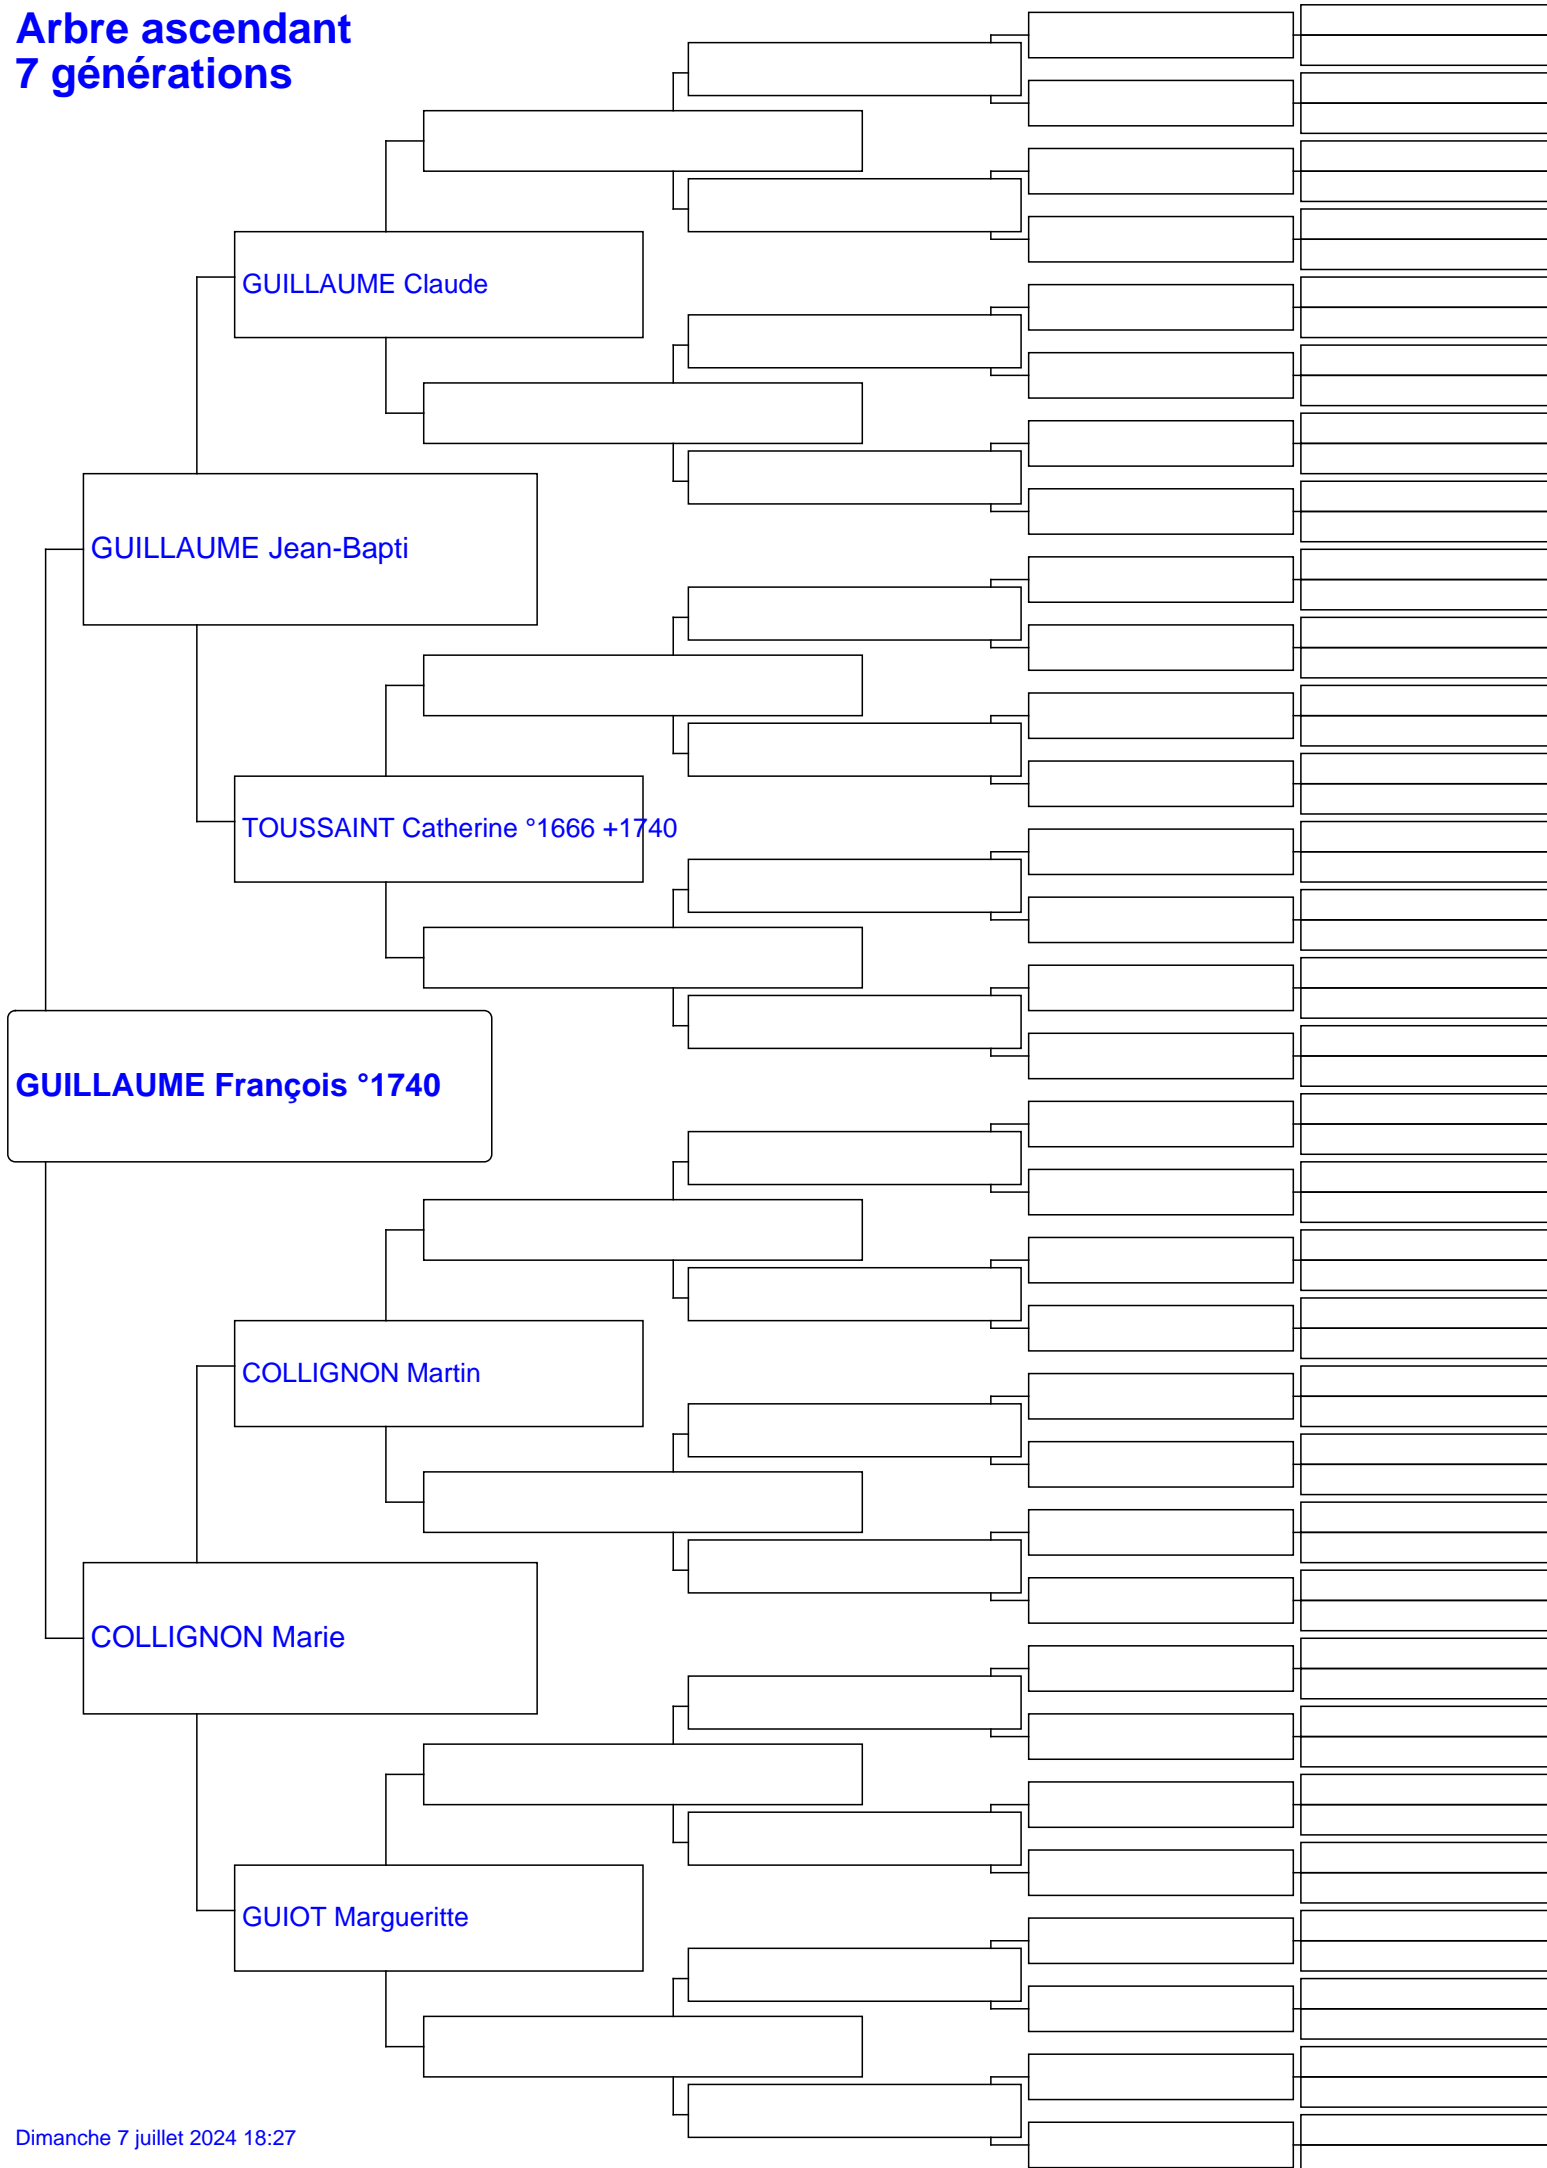 Arbre ascendant
7 générations
GUILLAUME Claude
GUILLAUME Jean-Bapti
TOUSSAINT Catherine °1666 +1740
GUILLAUME François °1740
COLLIGNON Martin
COLLIGNON Marie
GUIOT Margueritte
Dimanche 7 juillet 2024 18:27